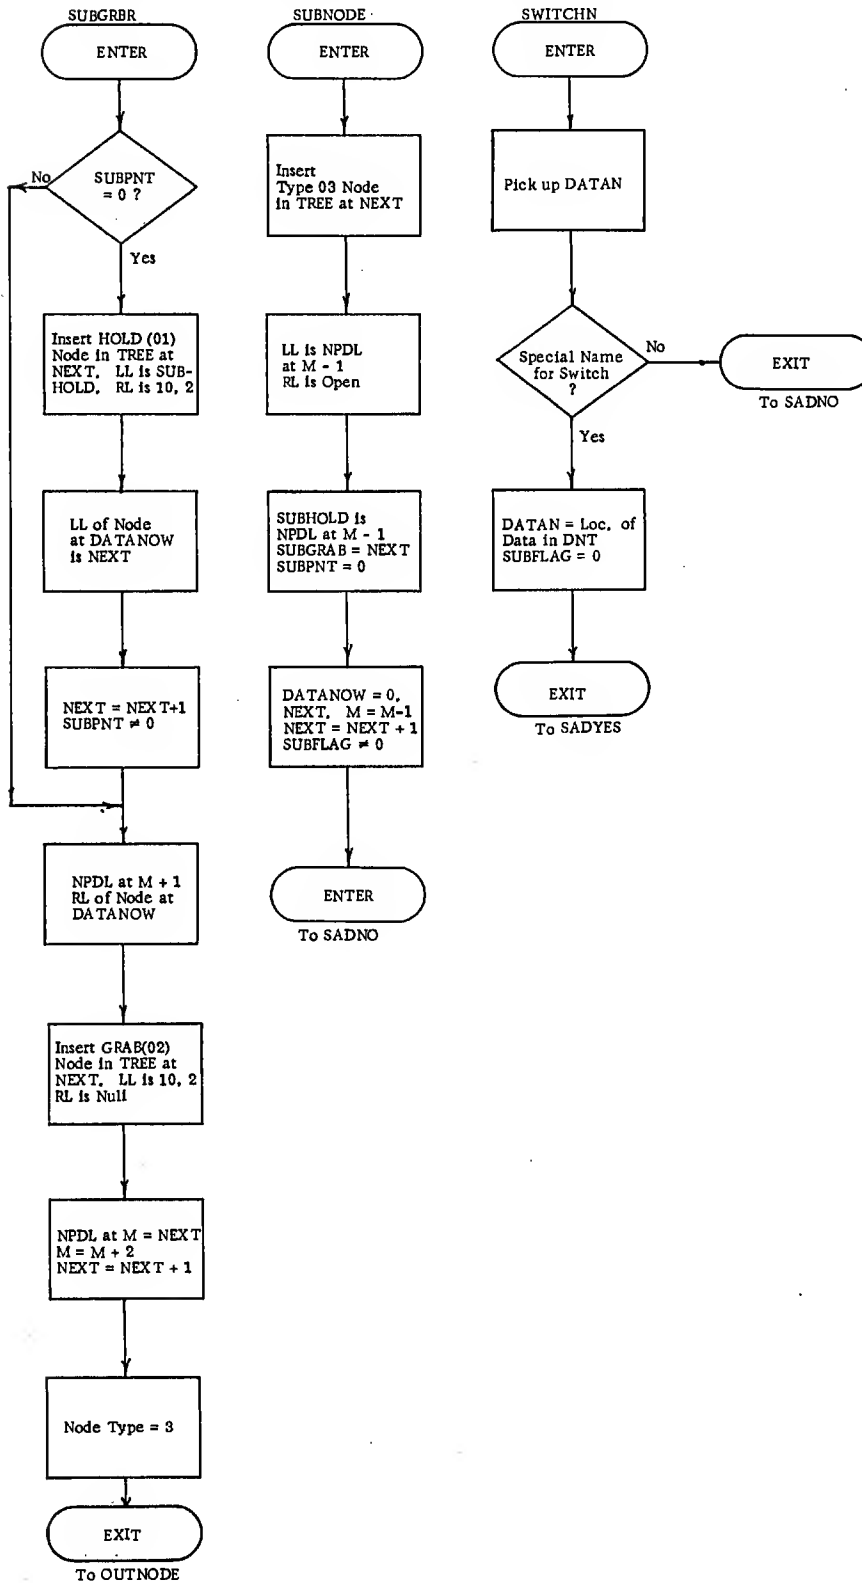 SUBGRBR
ENTER
No
SUBPNT
= 0 ?
Yes
Insert HOLD (01)
Node in TREE at
NEXT. LL is SUB-
HOLD. RL is 10, 2
LL of Node
at DATANOW
is NEXT
NEXT = NEXT+1
SUBPNT ≠ 0
NPDL at M + 1
RL of Node at
DATANOW
Insert GRAB(02)
Node in TREE at
NEXT. LL is 10, 2
RL is Null
NPDL at M = NEXT
M = M + 2
NEXT = NEXT + 1
Node Type = 3
EXIT
To OUTNODE
SUBNODE
ENTER
Insert
Type 03 Node
in TREE at NEXT
LL is NPDL
at M - 1
RL is Open
SUBHOLD is
NPDL at M - 1
SUBGRAB = NEXT
SUBPNT = 0
DATANOW = 0,
NEXT. M = M-1
NEXT = NEXT + 1
SUBFLAG ≠ 0
ENTER
To SADNO
SWITCHN
ENTER
Pick up DATAN
Special Name
for Switch
?
No
EXIT
To SADNO
Yes
DATAN = Loc. of
Data in DNT
SUBFLAG = 0
EXIT
To SADYES